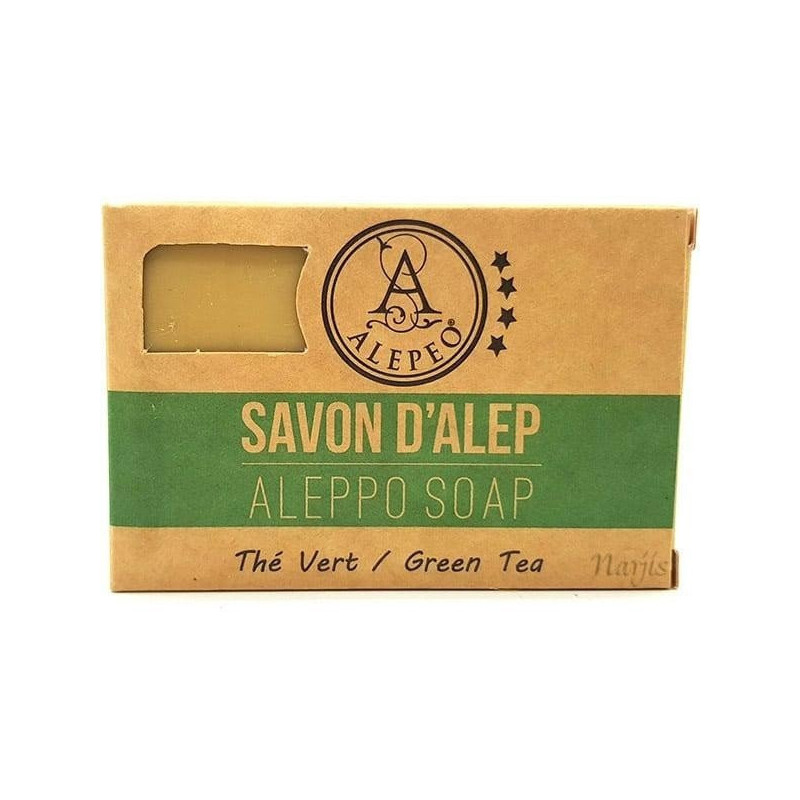 A
ALEPEO®
SAVON D'ALEP
ALEPPO SOAP
Thé Vert / Green Tea
Narjis